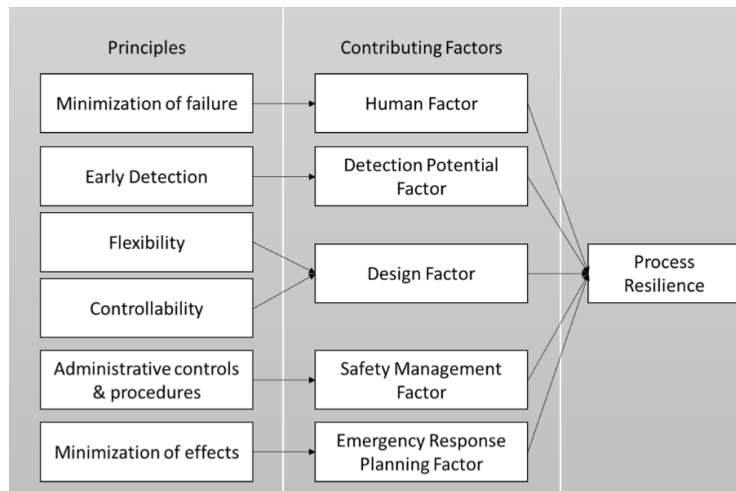 Principles
Contributing Factors
Minimization of failure
Human Factor
Early Detection
Detection Potential
Factor
Flexibility
Controllability
Design Factor
Process
Resilience
Administrative controls
& procedures
Safety Management
Factor
Minimization of effects
Emergency Response
Planning Factor